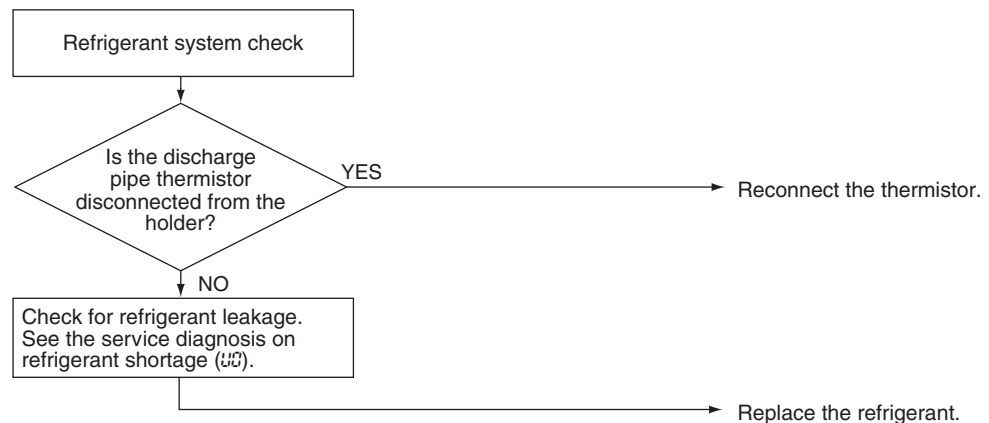 Refrigerant system check
Is the discharge
pipe thermistor
disconnected from the
holder?
YES
Reconnect the thermistor.
NO
Check for refrigerant leakage.
See the service diagnosis on
refrigerant shortage (U0).
Replace the refrigerant.